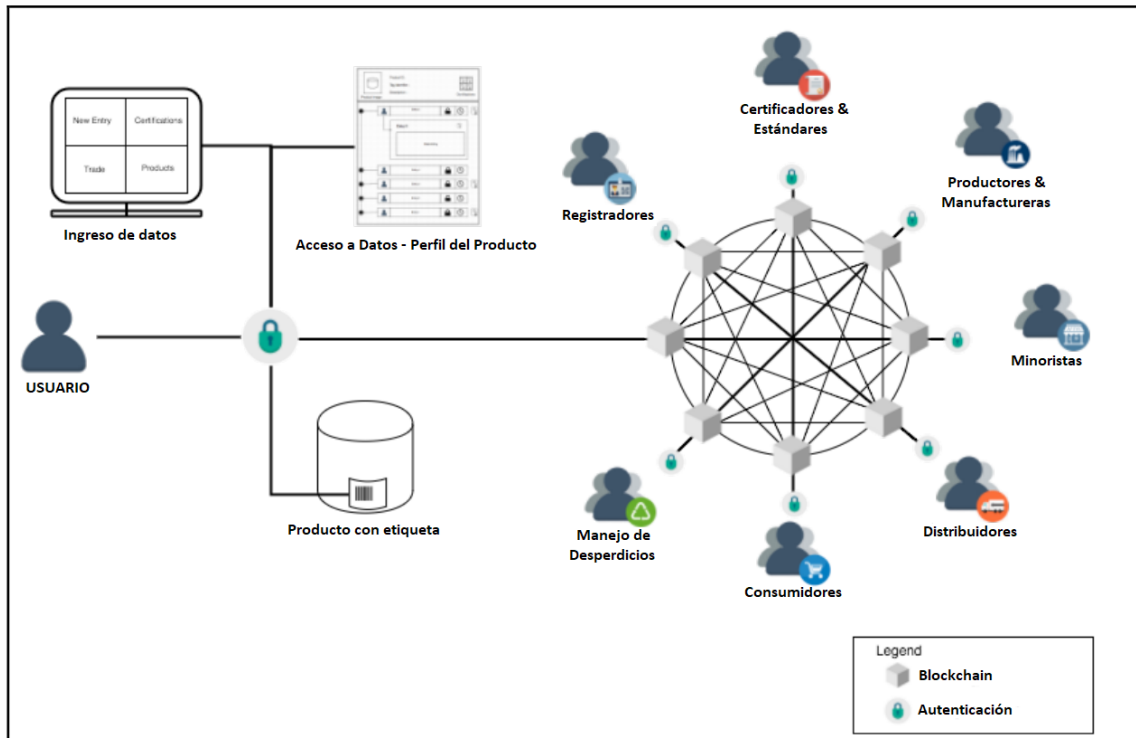 New Entry
Certifications
Trade
Products
Ingreso de datos
Acceso a Datos - Perfil del Producto
USUARIO
Producto con etiqueta
Certificadores &
Estándares
Productores &
Manufactureras
Registradores
Minoristas
Distribuidores
Manejo de
Desperdicios
Consumidores
Legend
Blockchain
Autenticación